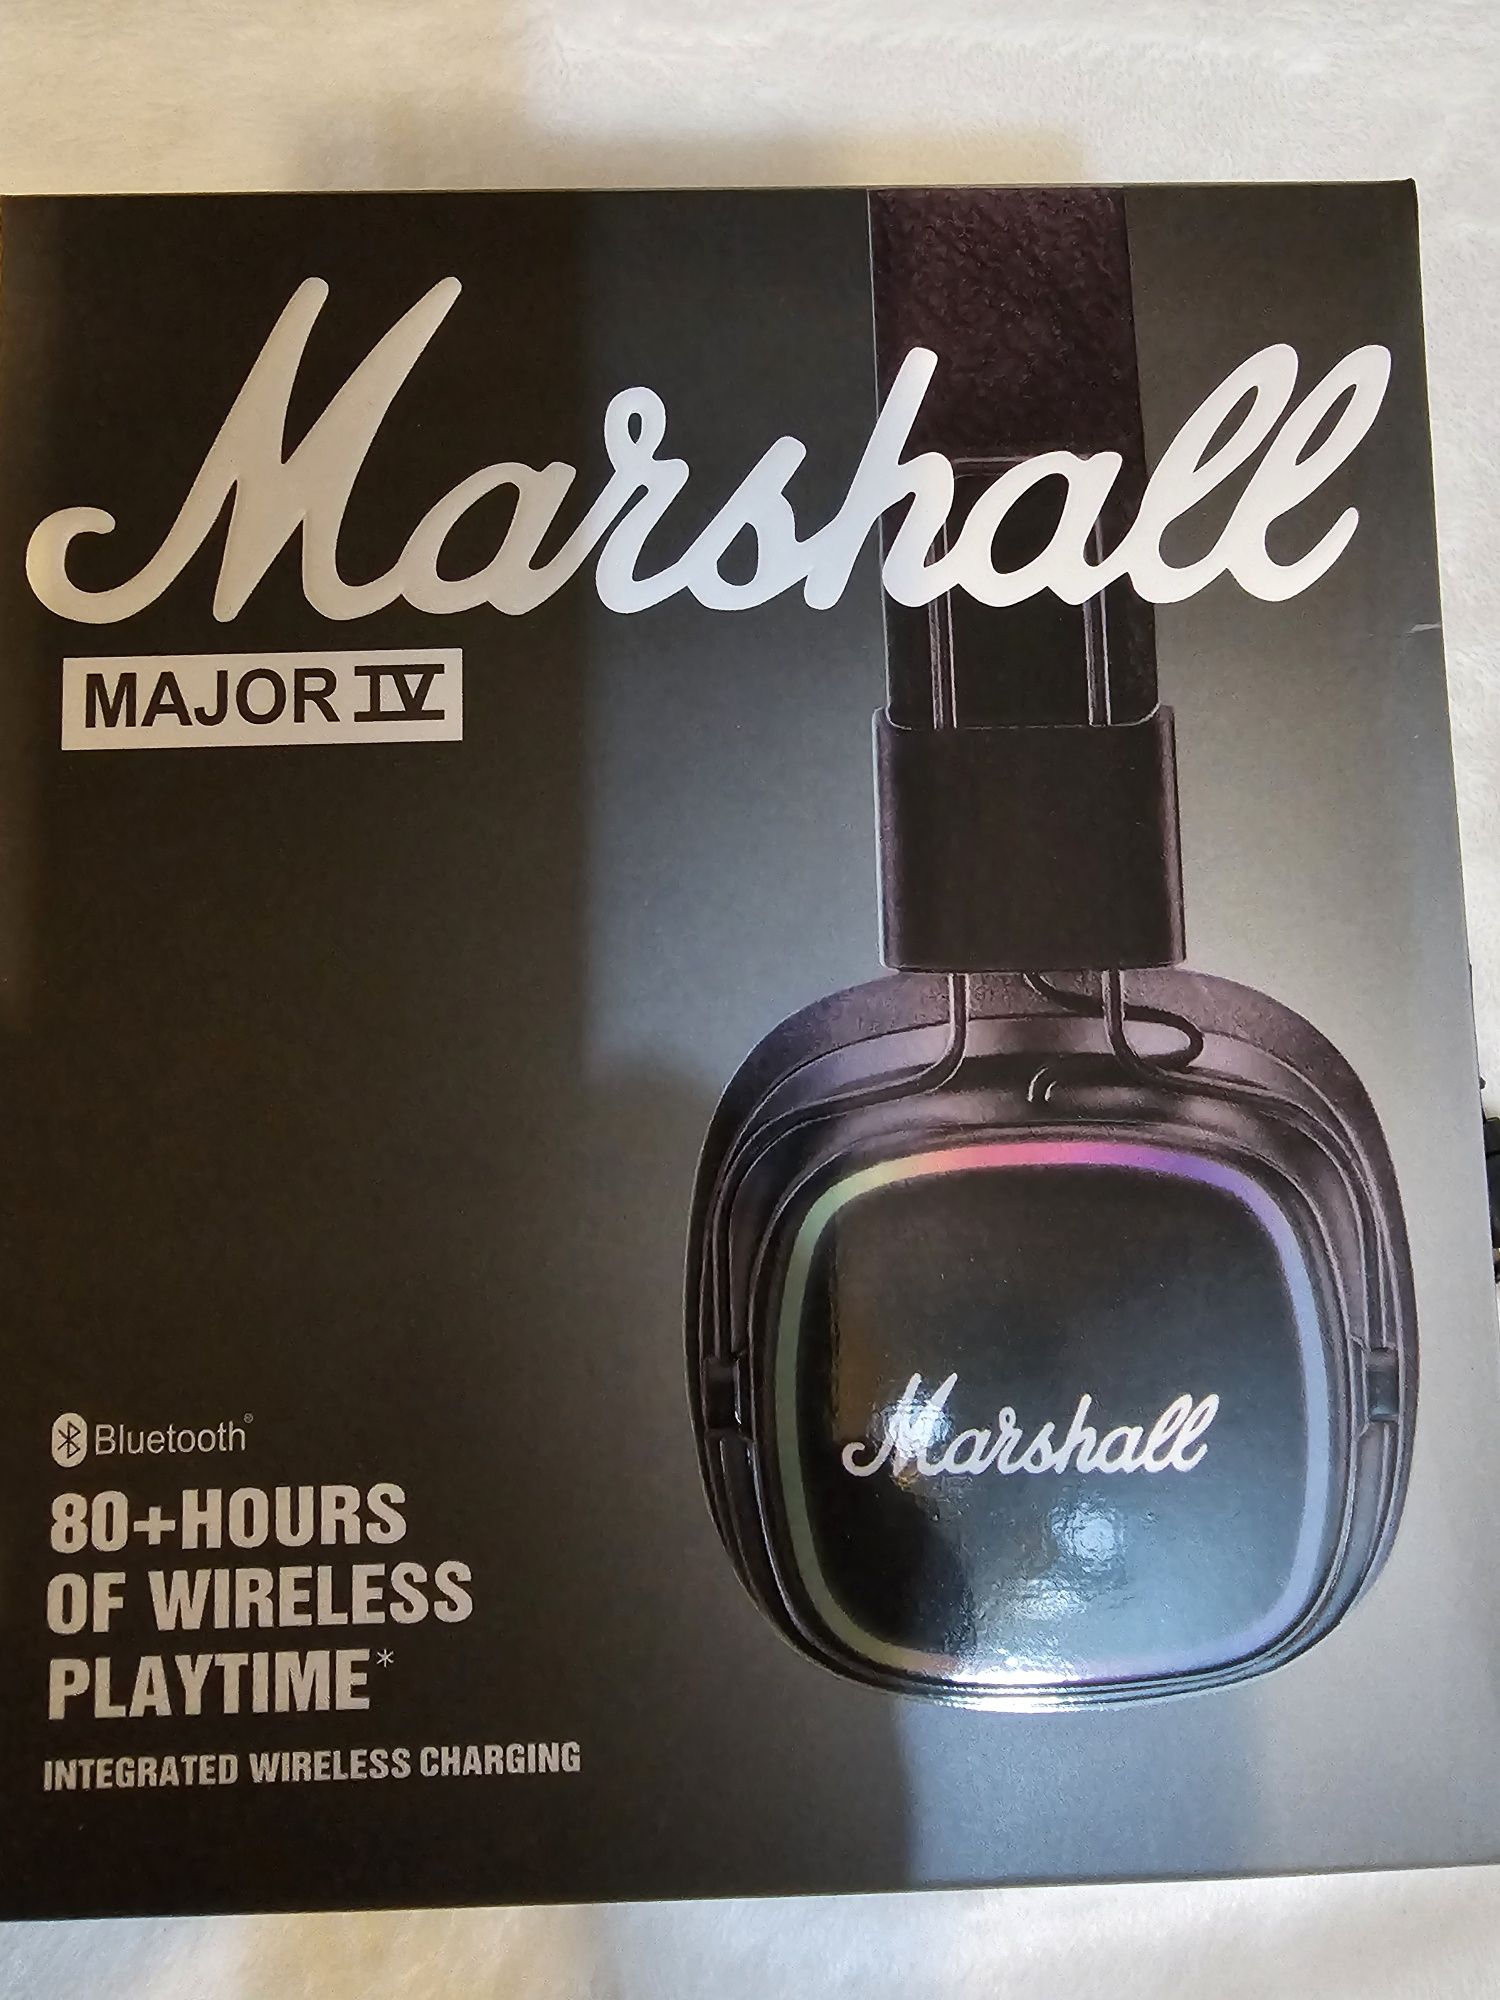 Marshall
MAJOR IV
Marshall
Bluetooth®
80+HOURS
OF WIRELESS
PLAYTIME*
INTEGRATED WIRELESS CHARGING